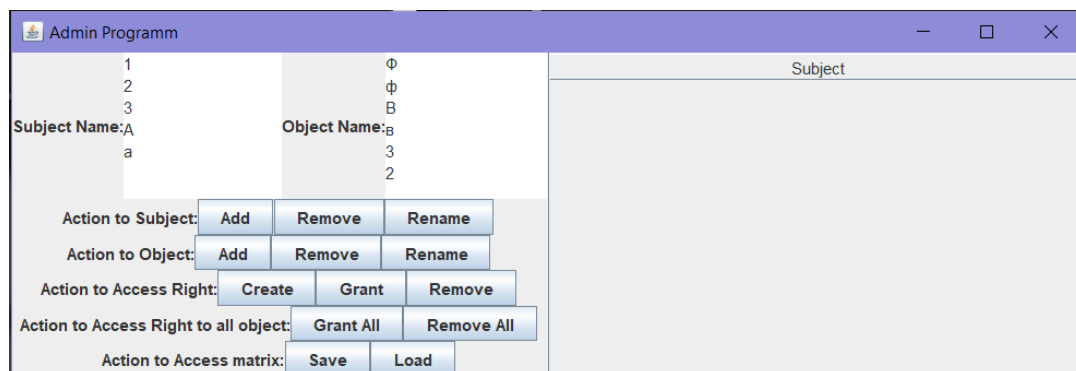 Admin Programm
Subject
Subject Name:
1
2
3
A
a
Object Name:
Ф
ф
В
в
3
2
Action to Subject: Add Remove Rename
Action to Object: Add Remove Rename
Action to Access Right: Create Grant Remove
Action to Access Right to all object: Grant All Remove All
Action to Access matrix: Save Load